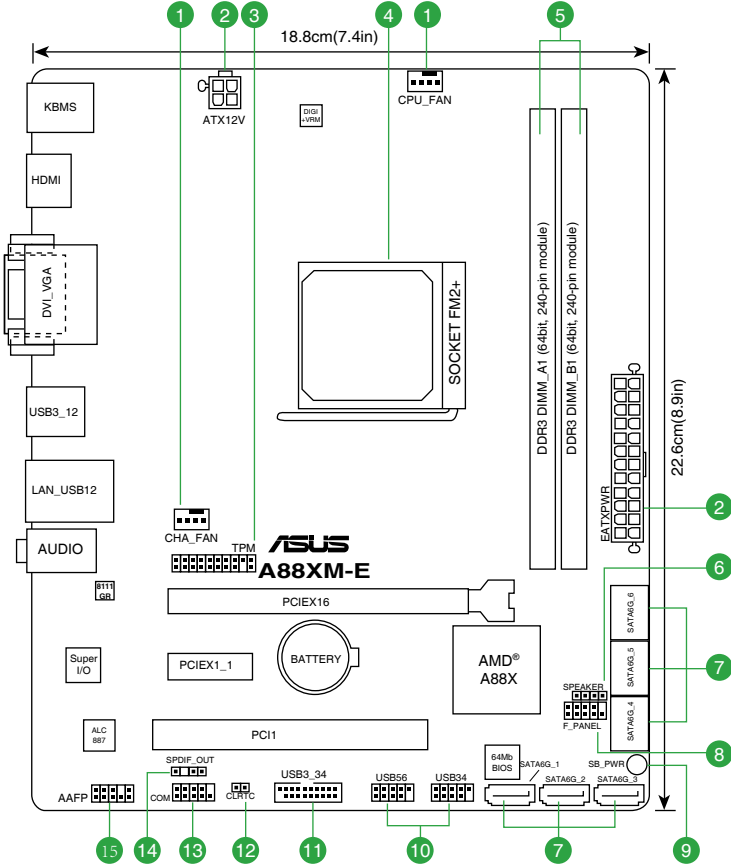 1
2
3
4
1
5
18.8cm(7.4in)
KBMS
ATX12V
DIGI
+VRM
CPU_FAN
HDMI
DVI_VGA
SOCKET FM2+
DDR3 DIMM_A1 (64bit, 240-pin module)
DDR3 DIMM_B1 (64bit, 240-pin module)
22.6cm(8.9in)
USB3_12
EATXPWR
2
LAN_USB12
CHA_FAN
AUDIO
TPM
ASUS
A88XM-E
6
8111
GR
PCIEX16
SATA6G_6
Super
I/O
PCIEX1_1
BATTERY
AMD®
A88X
SATA6G_5
7
SPEAKER
F_PANEL
SATA6G_4
ALC
887
PCI1
8
64Mb
BIOS
SATA6G_1
SB_PWR
SPDIF_OUT
USB3_34
USB56
USB34
SATA6G_2
SATA6G_3
AAFP
COM
CLRTC
15
14
13
12
11
10
7
9